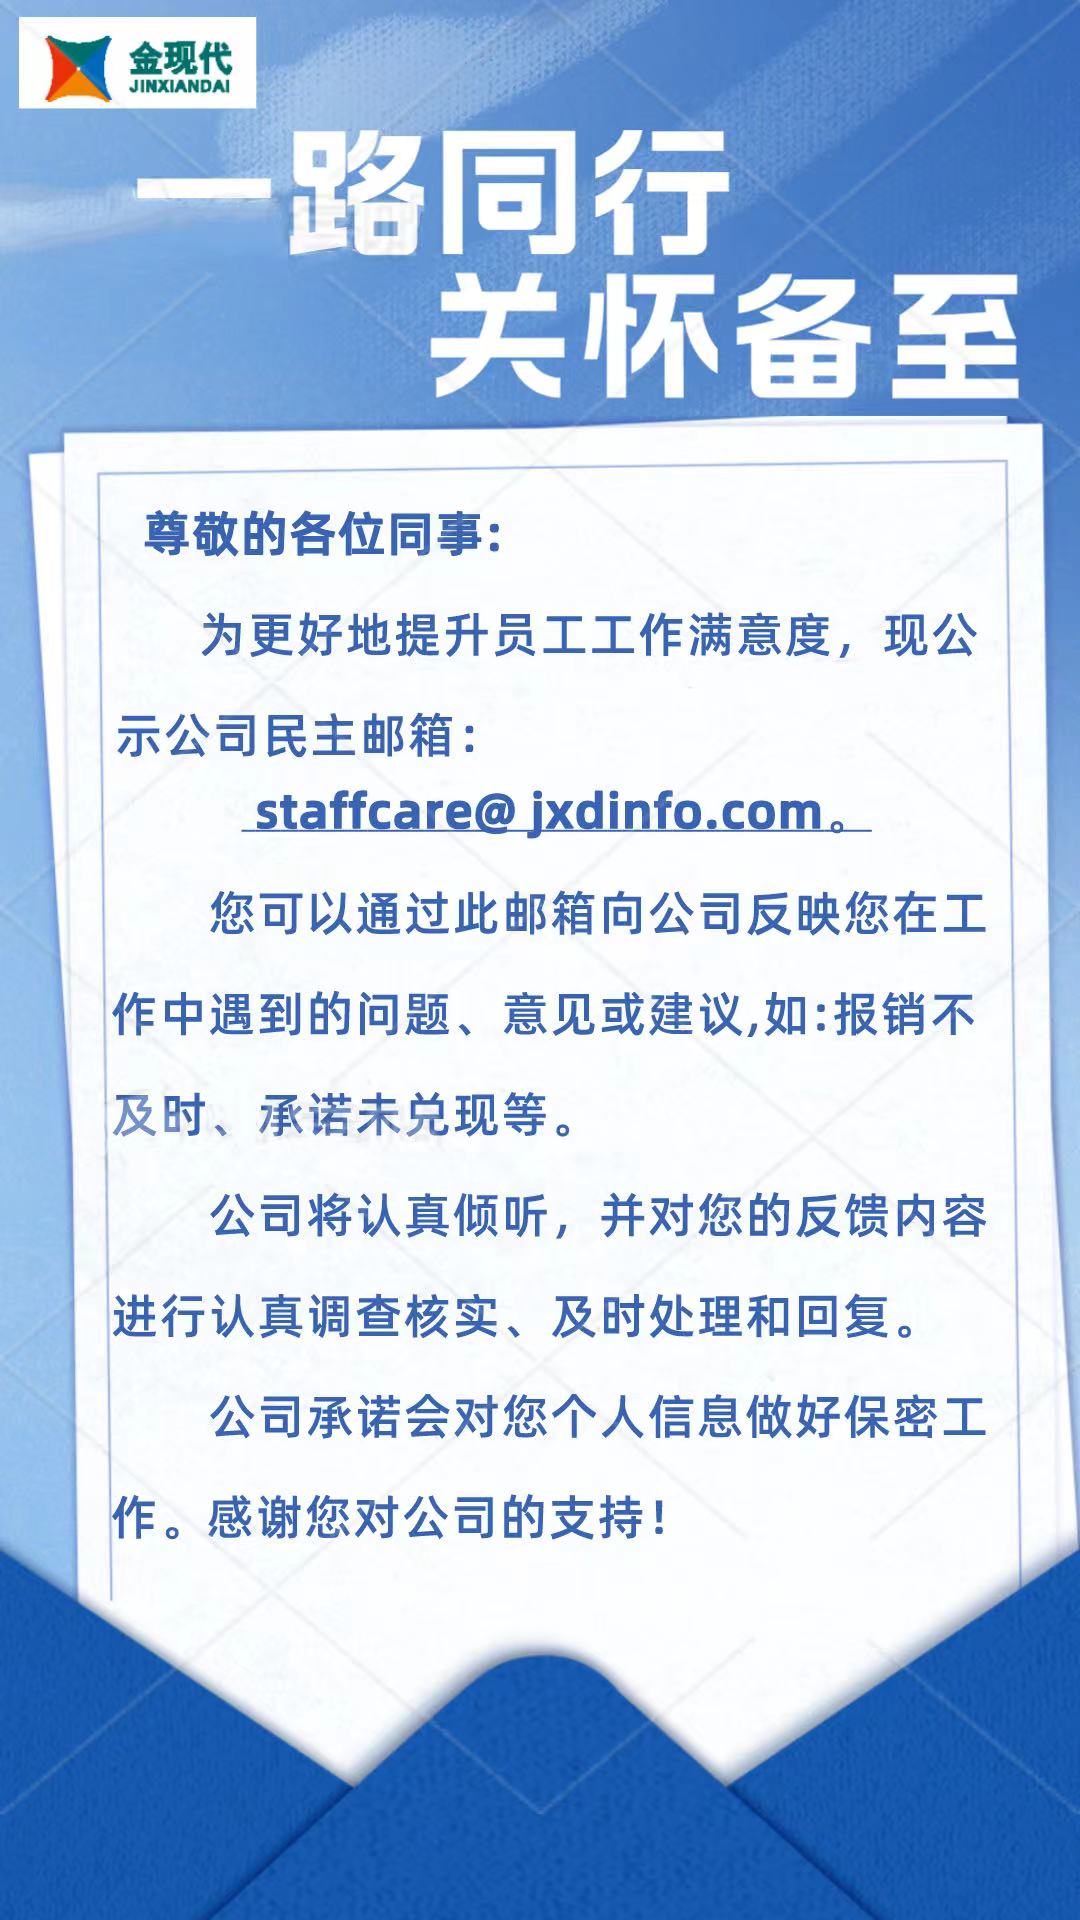 金现代
JINXIANDAI
一路同行
关怀备至
尊敬的各位同事：
为更好地提升员工工作满意度，现公
示公司民主邮箱：
staffcare@ jxdinfo.com。
您可以通过此邮箱向公司反映您在工
作中遇到的问题、意见或建议,如:报销不
及时、承诺未兑现等。
公司将认真倾听，并对您的反馈内容
进行认真调查核实、及时处理和回复。
公司承诺会对您个人信息做好保密工
作。感谢您对公司的支持！